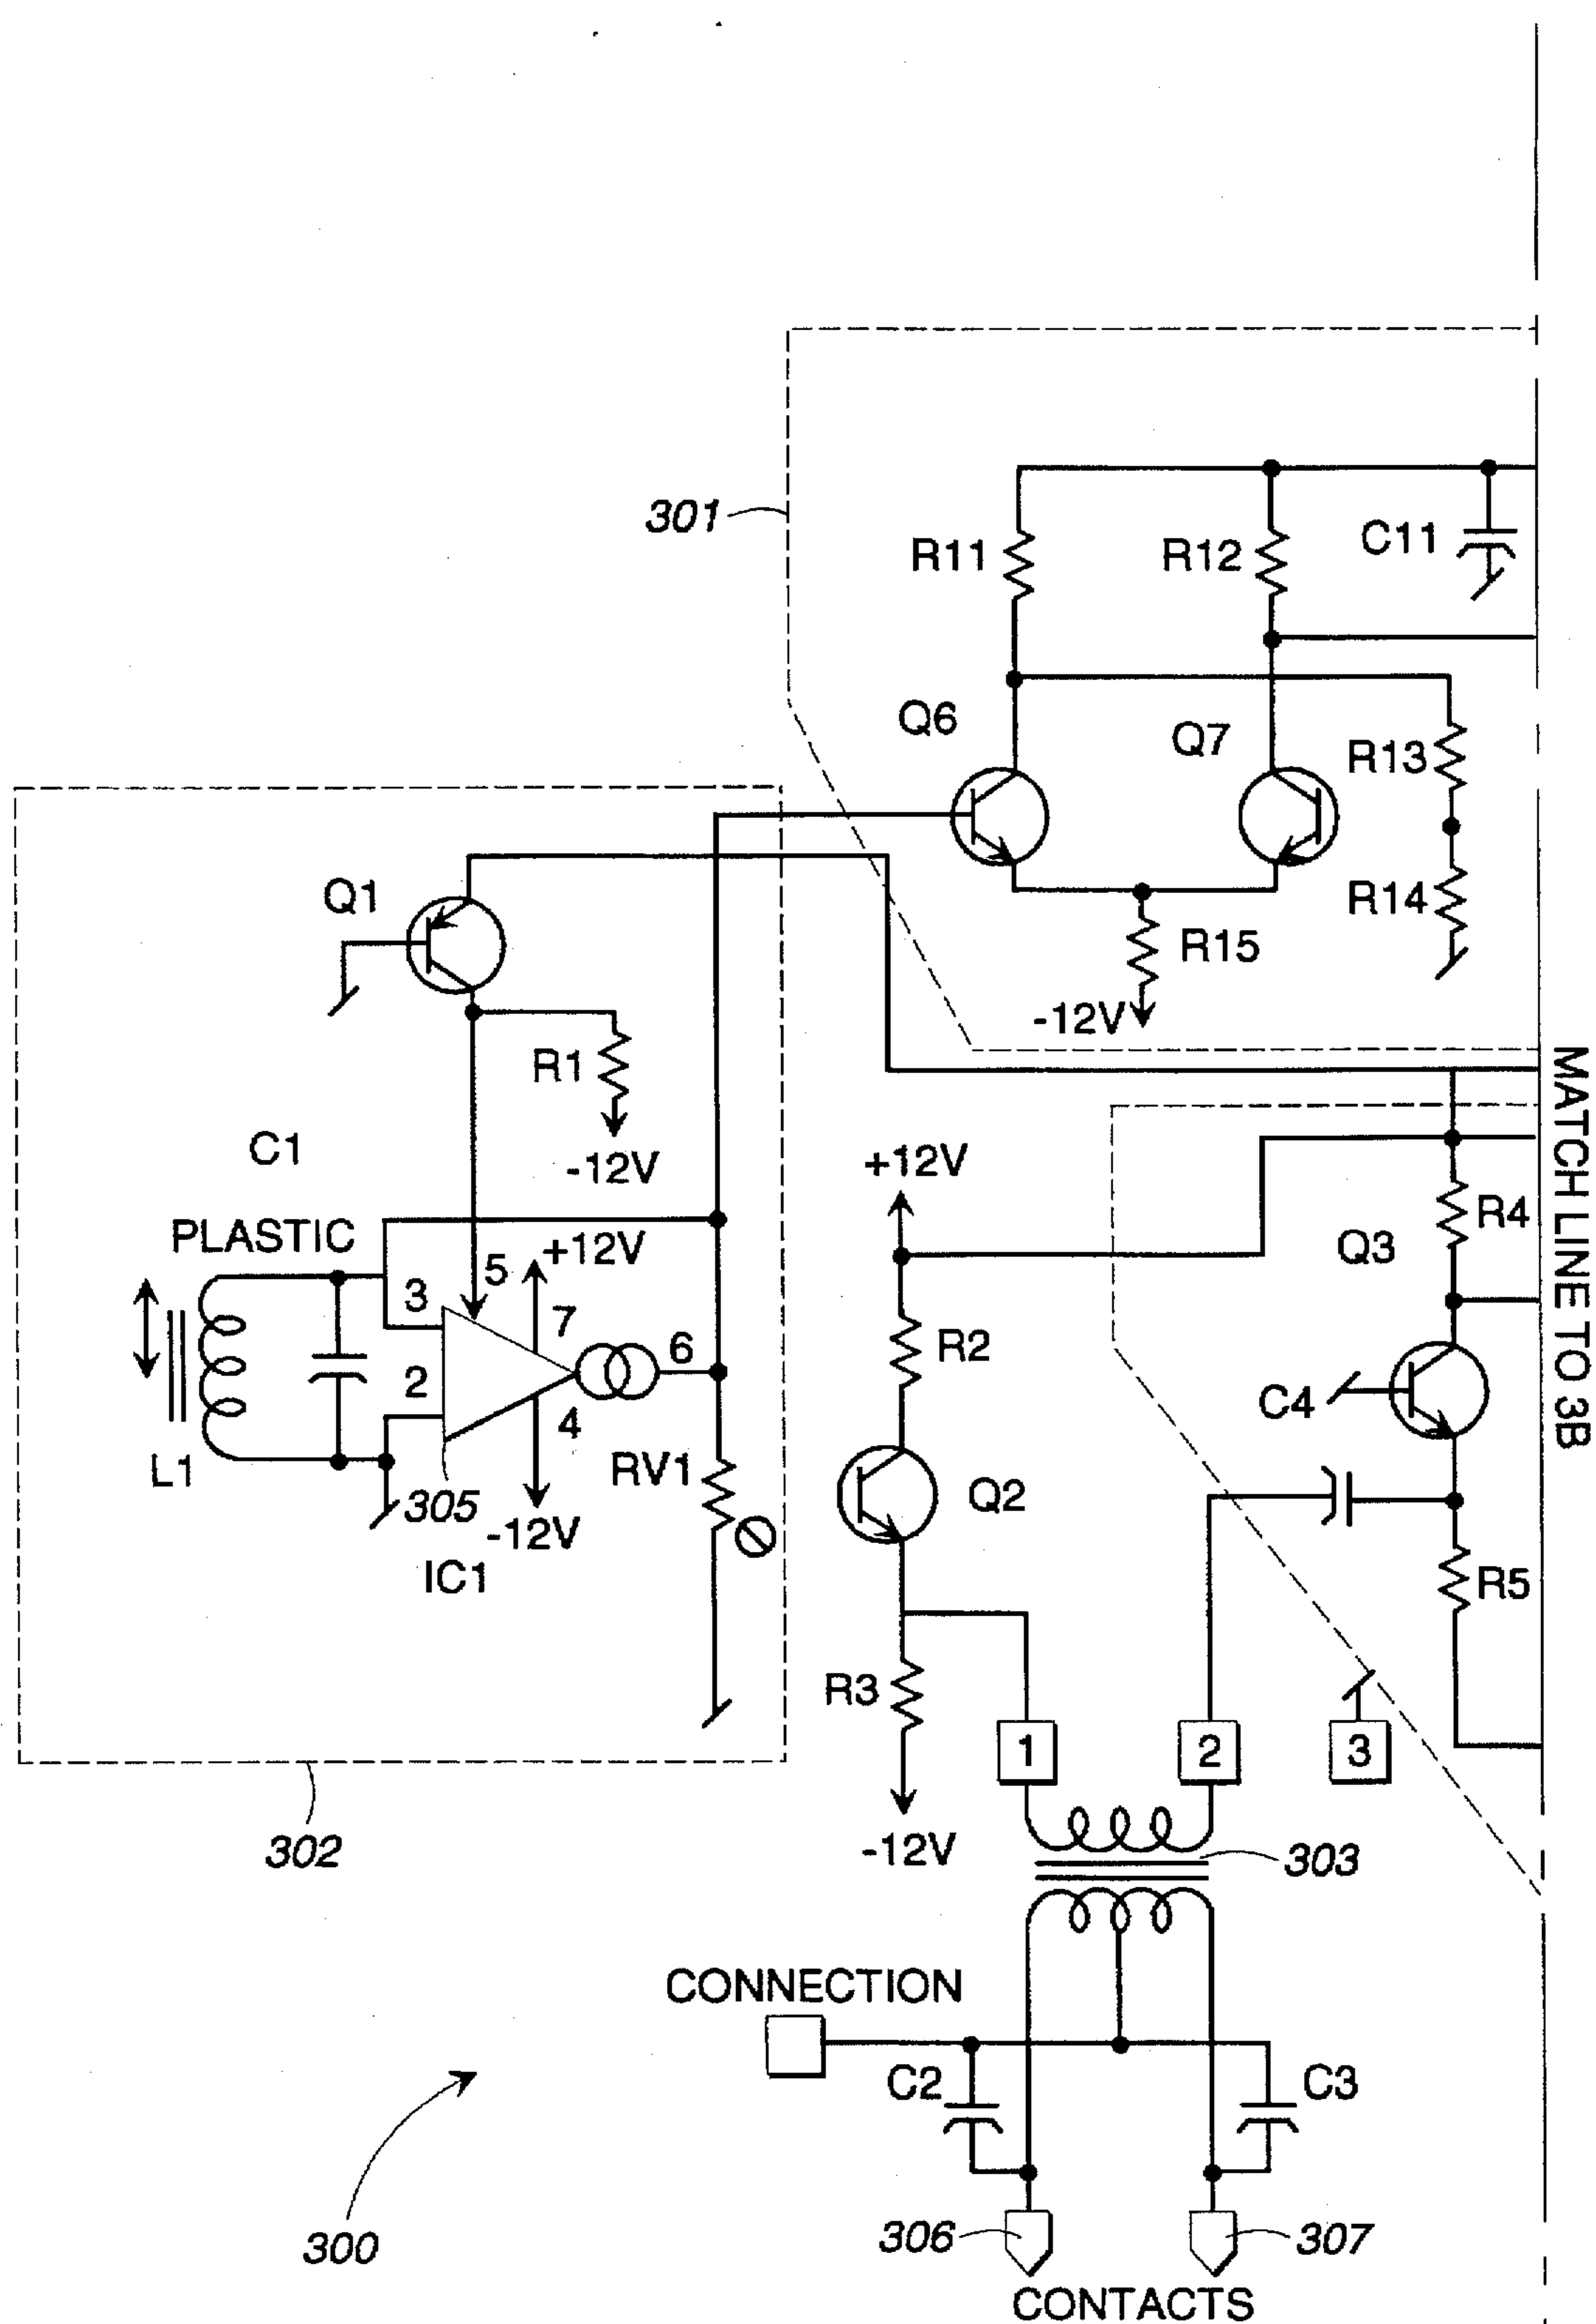 301
R11
R12
C11
Q6
Q7
R13
R14
R15
-12V
Q1
R1
-12V
C1
PLASTIC
+12V
5
3
7
6
2
4
L1
305
-12V
RV1
IC1
302
+12V
R2
Q2
R3
-12V
Q3
R4
C4
R5
1
2
3
303
MATCH LINE TO 3B
CONNECTION
C2
C3
300
306
307
CONTACTS